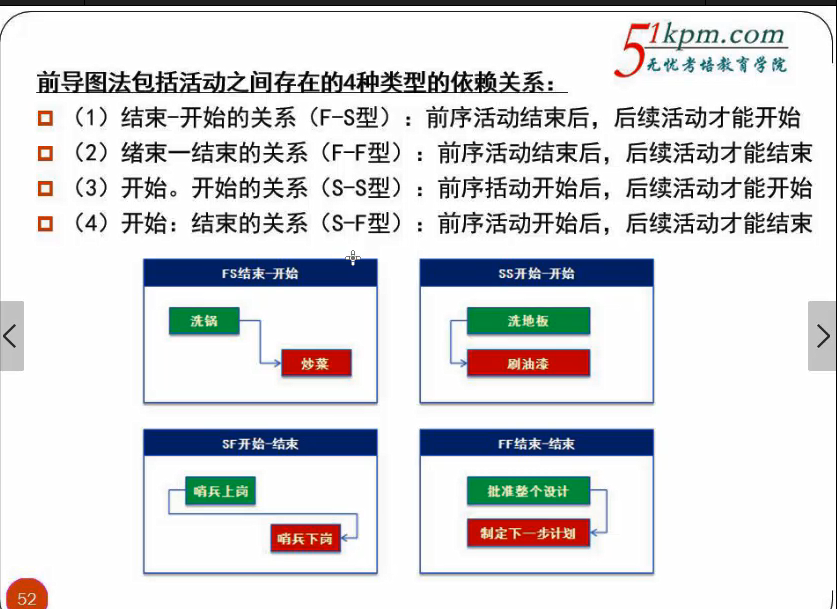 51kpm.com
无忧考培教育学院
前导图法包括活动之间存在的4种类型的依赖关系：
（1）结束-开始的关系（F-S型）：前序活动结束后，后续活动才能开始
（2）绪束一结束的关系（F-F型）：前序活动结束后，后续活动才能结束
（3）开始。开始的关系（S-S型）：前序括动开始后，后续活动才能开始
（4）开始：结束的关系（S-F型）：前序活动开始后，后续活动才能结束
FS结束-开始
洗锅
炒菜
SS开始-开始
洗地板
刷油漆
SF开始-结束
哨兵上岗
哨兵下岗
FF结束-结束
批准整个设计
制定下一步计划
52